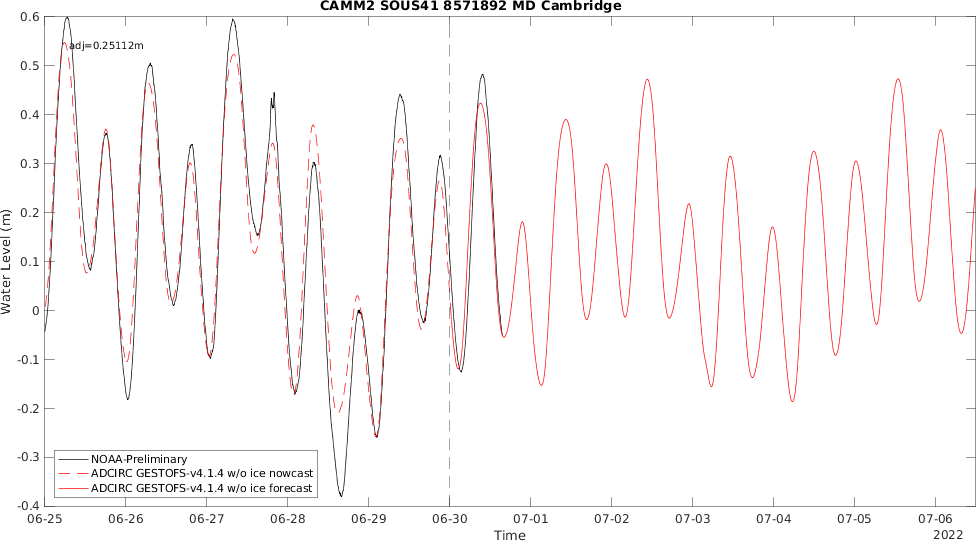 CAMM2 SOUS41 8571892 MD Cambridge
adj=0.25112m
Water Level (m)
0.6
0.5
0.4
0.3
0.2
0.1
0
-0.1
-0.2
-0.3
-0.4
NOAA-Preliminary
ADCIRC GESTOFS-v4.1.4 w/o ice nowcast
ADCIRC GESTOFS-v4.1.4 w/o ice forecast
06-25 06-26 06-27 06-28 06-29 06-30 07-01 07-02 07-03 07-04 07-05 07-06
Time
2022